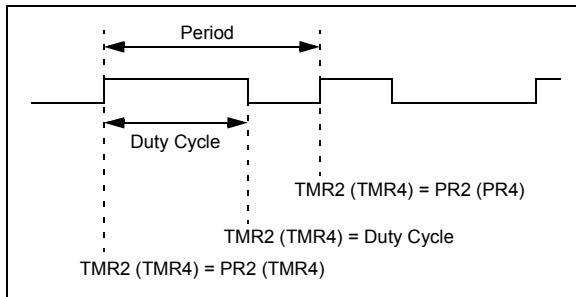 Period
Duty Cycle
TMR2 (TMR4) = PR2 (PR4)
TMR2 (TMR4) = Duty Cycle
TMR2 (TMR4) = PR2 (TMR4)